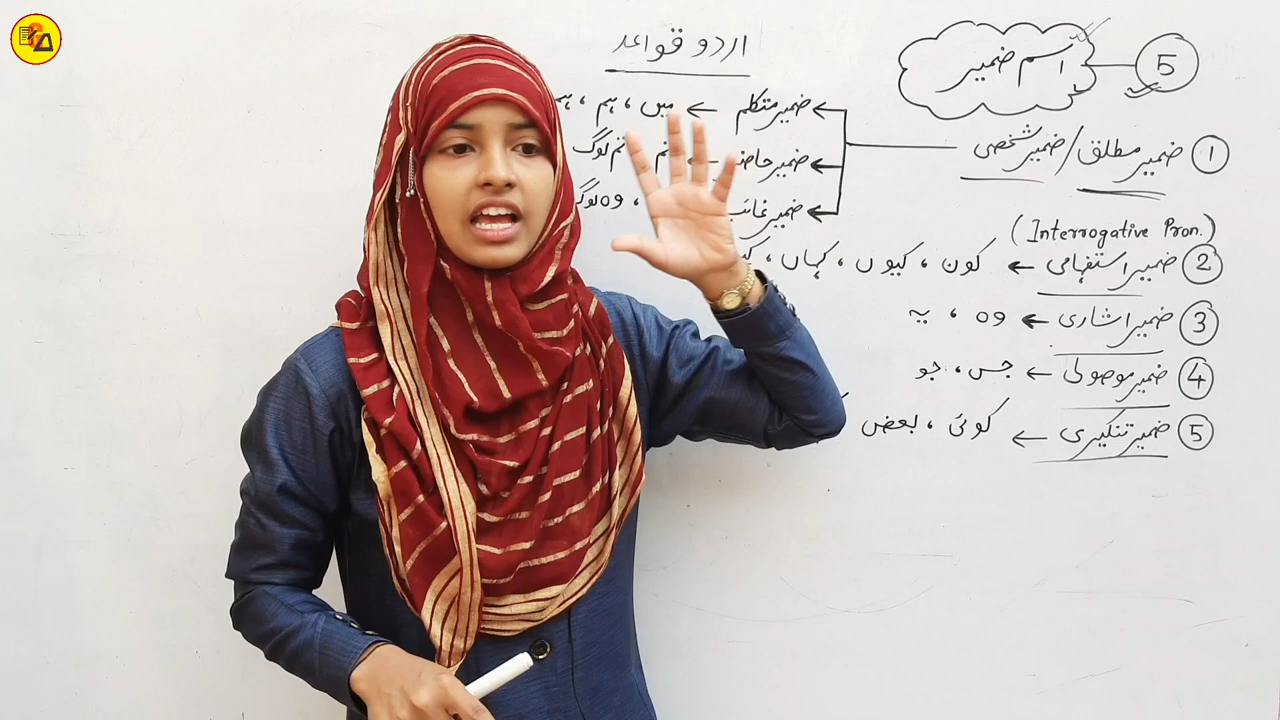 اردو قواعد
اسم ضمیر 5
1 ضمیر مطلق/ضمیر شخصی
ضمیر متکلم ← میں ، ہم ،
ضمیر حاضر ← تم لوگ
ضمیر غائب ، وہ لوگ
(Interrogative Pron.)
2 ضمیر استفہامی ← کون ، کیوں ، کہاں ،
3 ضمیر اشاری ← وہ ، یہ
4 ضمیر موصولی ← جس ، جو
5 ضمیر تنکیری ← کوئی ، بعض